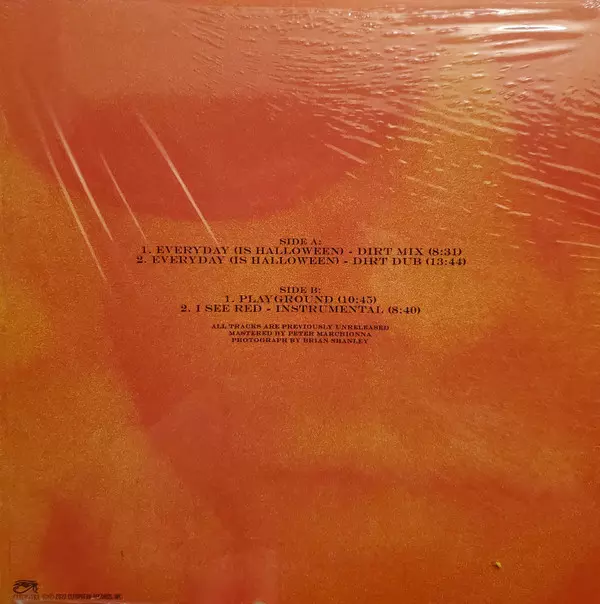 SIDE A:
1. EVERYDAY (IS HALLOWEEN) - DIRT MIX (8:31)
2. EVERYDAY (IS HALLOWEEN) - DIRT DUB (13:44)
SIDE B:
1. PLAYGROUND (10:45)
2. I SEE RED - INSTRUMENTAL (8:40)
ALL TRACKS ARE PREVIOUSLY UNRELEASED
MASTERED BY PETER MARCHIONNA
PHOTOGRAPH BY BRIAN SHANLEY